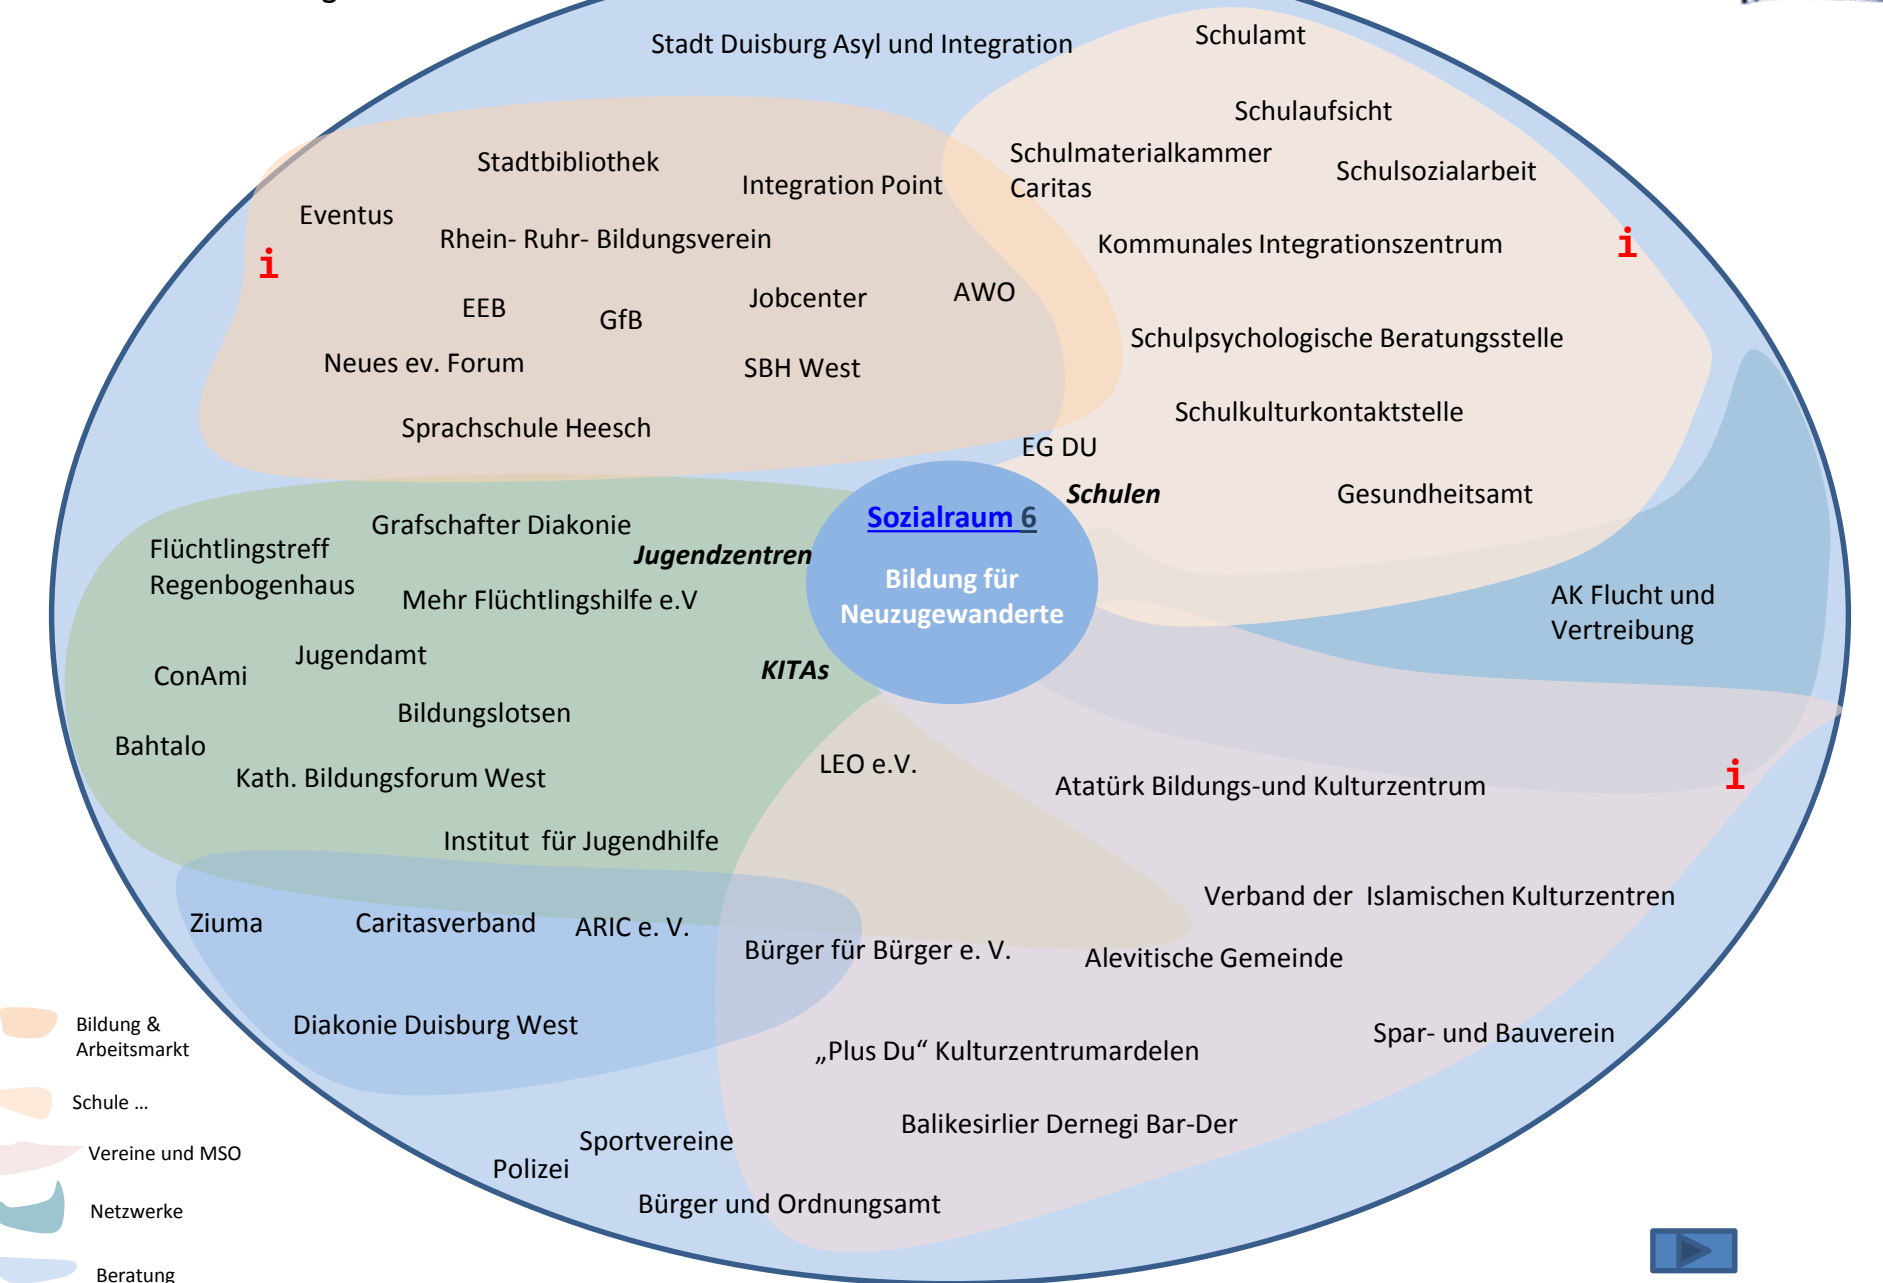 Stadt Duisburg Asyl und Integration
Schulamt
Schulaufsicht
Schulmaterialkammer
Caritas
Schulsozialarbeit
Stadtbibliothek
Integration Point
Eventus
Rhein- Ruhr- Bildungsverein
i
Kommunales Integrationszentrum
i
EEB
GfB
Jobcenter
AWO
Neues ev. Forum
SBH West
Schulpsychologische Beratungsstelle
Sprachschule Heesch
Schulkulturkontaktstelle
EG DU
Schulen
Gesundheitsamt
Sozialraum 6
Bildung für
Neuzugewanderte
Grafschafter Diakonie
Flüchtlingstreff
Regenbogenhaus
Jugendzentren
Mehr Flüchtlingshilfe e.V
AK Flucht und
Vertreibung
Jugendamt
ConAmi
KITAs
Bildungslotsen
Bahtalo
Kath. Bildungsforum West
LEO e.V.
Atatürk Bildungs-und Kulturzentrum
i
Institut für Jugendhilfe
Verband der Islamischen Kulturzentren
Ziuma
Caritasverband
ARIC e. V.
Bürger für Bürger e. V.
Alevitische Gemeinde
Diakonie Duisburg West
„Plus Du“ Kulturzentrumardelen
Spar- und Bauverein
Balikesirlier Dernegi Bar-Der
Sportvereine
Polizei
Bürger und Ordnungsamt
Bildung &
Arbeitsmarkt
Schule ...
Vereine und MSO
Netzwerke
Beratung